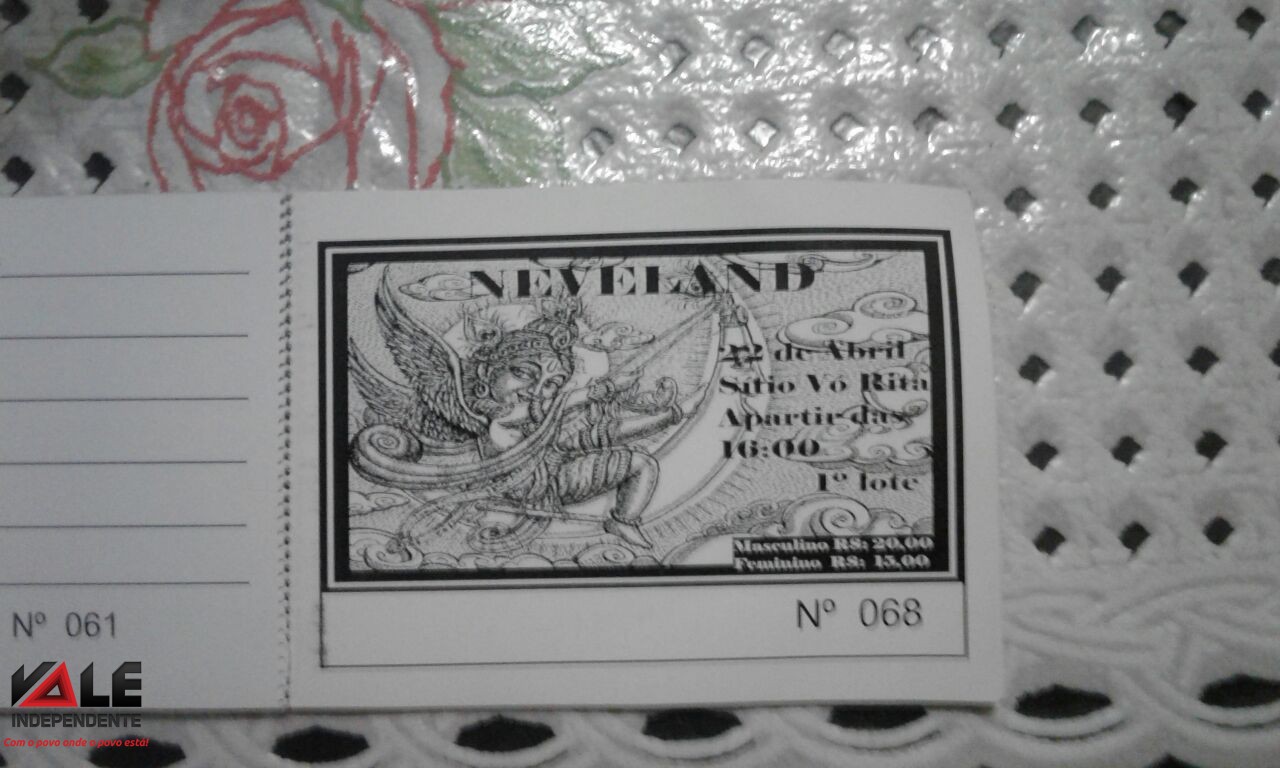 NEVELAND
22 de Abril
Sítio Vó Rita
Apartir das
16:00
1º lote
Masculino R$: 20,00
Feminino R$: 15,00
Nº 061
Nº 068
VALE
INDEPENDENTE
Com o povo onde o povo está!